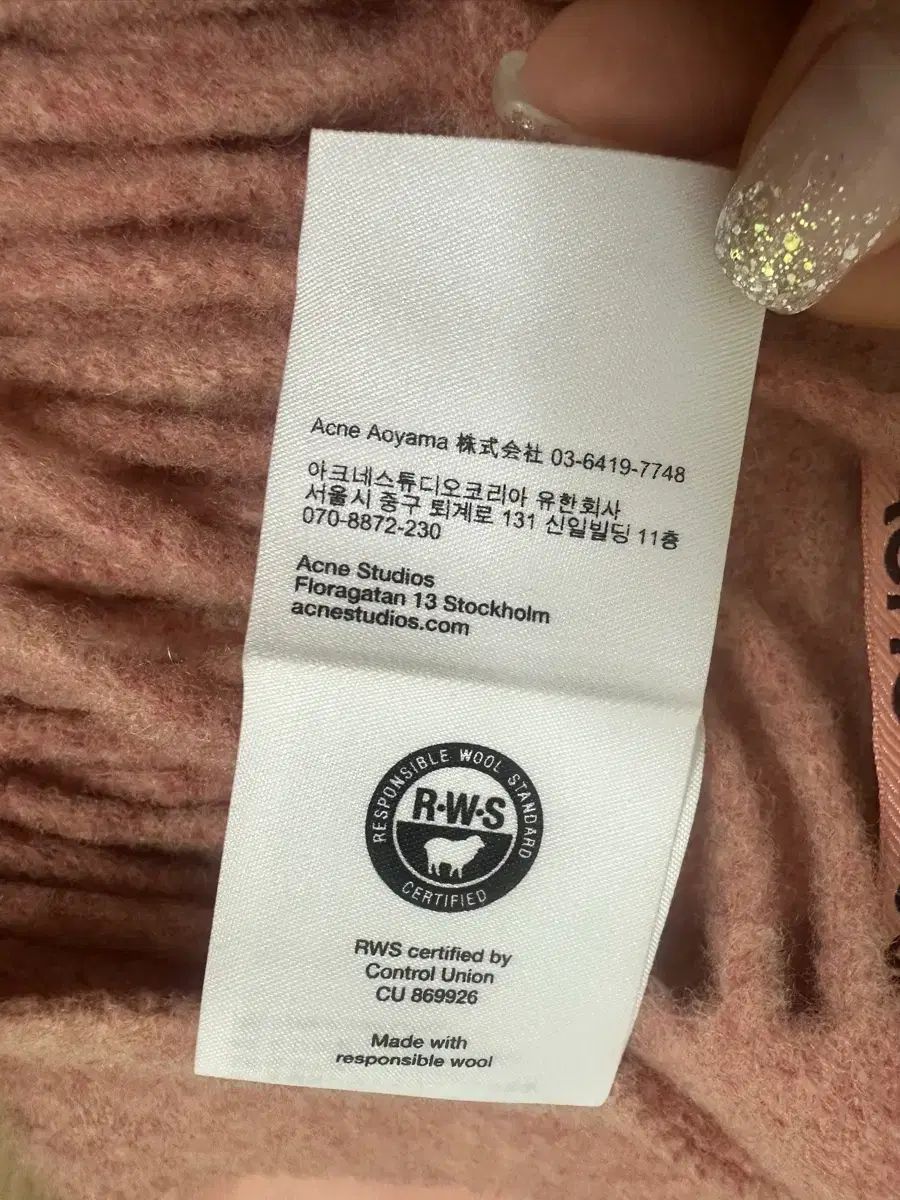 Acne Aoyama 株式会社 03-6419-7748
아크네스튜디오코리아 유한회사
서울시 중구 퇴계로 131 신일빌딩 11층
070-8872-230
Acne Studios
Floragatan 13 Stockholm
acnestudios.com
RESPONSIBLE WOOL STANDARD
R·W·S
CERTIFIED
RWS certified by
Control Union
CU 869926
Made with
responsible wool